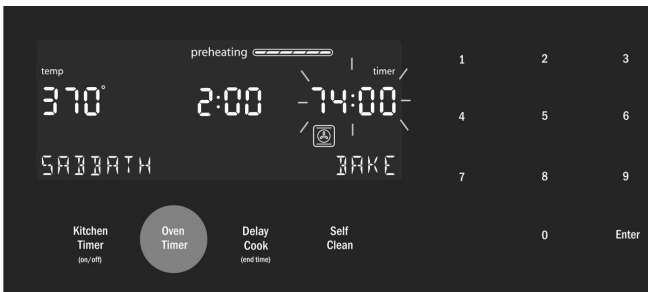 preheating
temp
timer
370°
2:00
74:00
SABBATH
BAKE
1 2 3
4 5 6
7 8 9
0 Enter
Kitchen
Timer
(on/off)
Oven
Timer
Delay
Cook
(end time)
Self
Clean